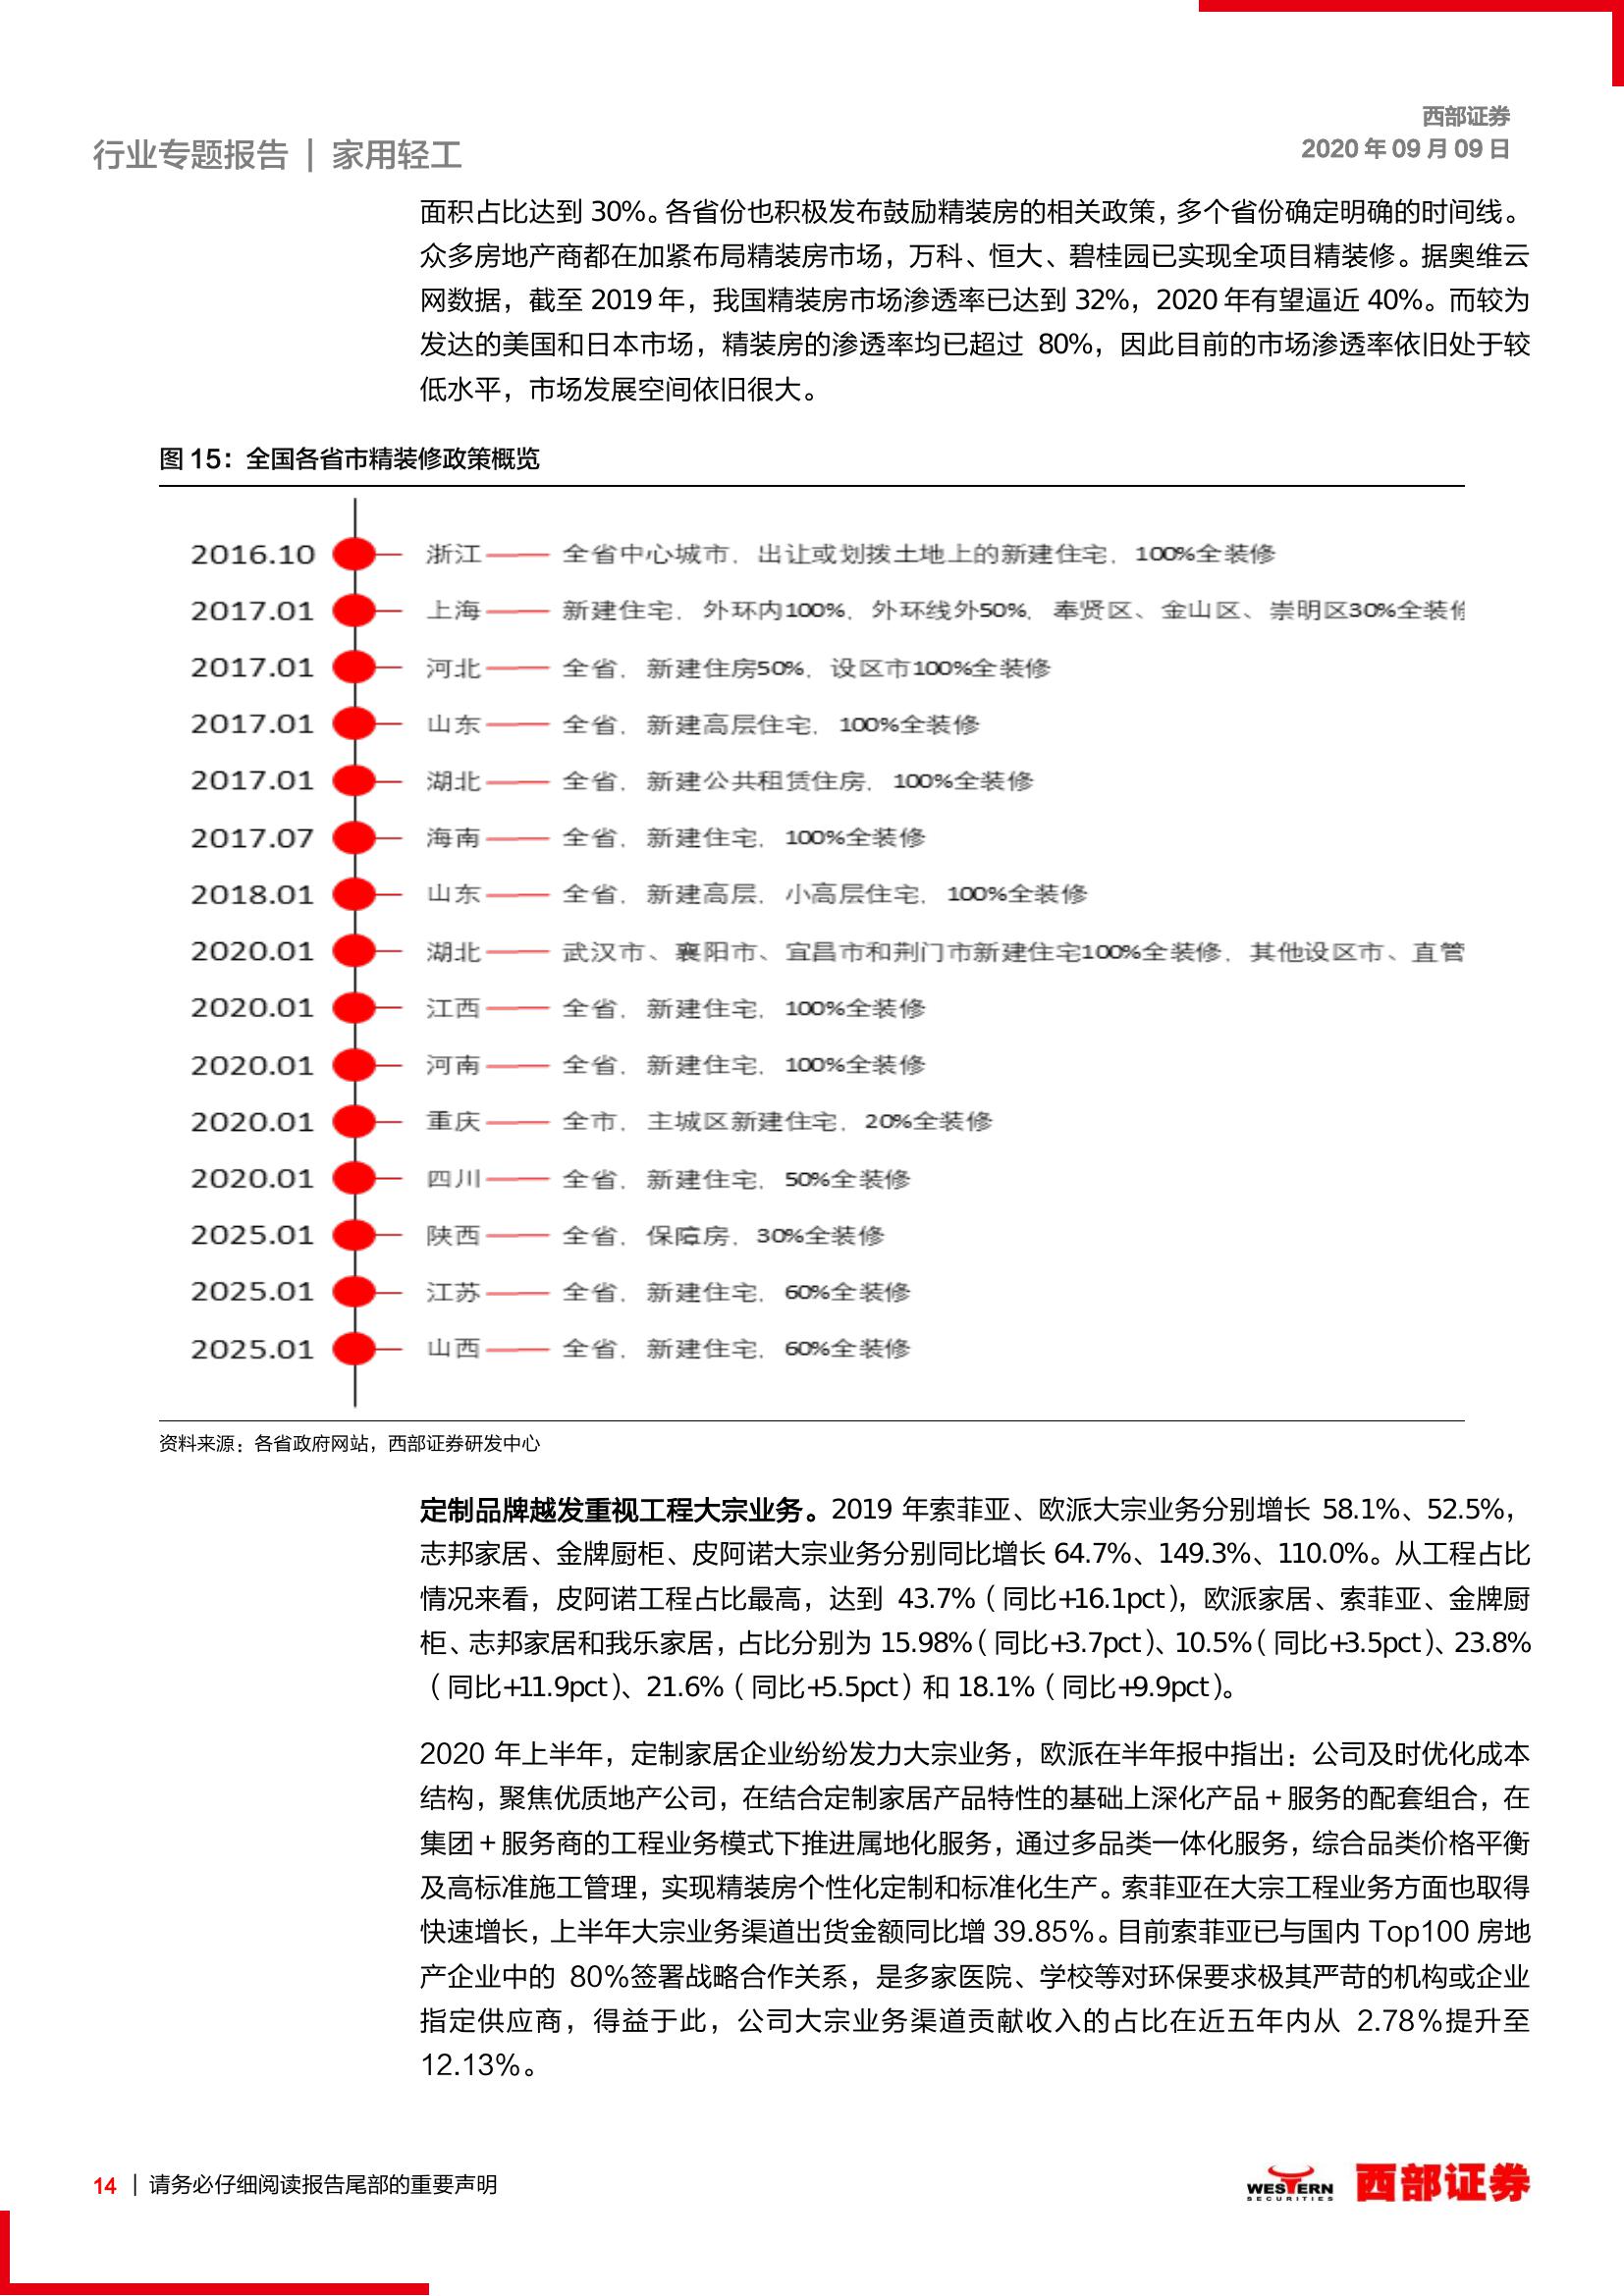 西部证券
行业专题报告 | 家用轻工
2020 年 09 月 09 日
面积占比达到 30%。各省份也积极发布鼓励精装房的相关政策，多个省份确定明确的时间线。
众多房地产商都在加紧布局精装房市场，万科、恒大、碧桂园已实现全项目精装修。据奥维云
网数据，截至 2019 年，我国精装房市场渗透率已达到 32%，2020 年有望逼近 40%。而较为
发达的美国和日本市场，精装房的渗透率均已超过 80%，因此目前的市场渗透率依旧处于较
低水平，市场发展空间依旧很大。
图 15：全国各省市精装修政策概览
2016.10 浙江 全省中心城市，出让或划拨土地上的新建住宅，100%全装修
2017.01 上海 新建住宅，外环内100%，外环线外50%，奉贤区、金山区、崇明区30%全装修
2017.01 河北 全省，新建住房50%，设区市100%全装修
2017.01 山东 全省，新建高层住宅，100%全装修
2017.01 湖北 全省，新建公共租赁住房，100%全装修
2017.07 海南 全省，新建住宅，100%全装修
2018.01 山东 全省，新建高层，小高层住宅，100%全装修
2020.01 湖北 武汉市、襄阳市、宜昌市和荆门市新建住宅100%全装修，其他设区市、直管
2020.01 江西 全省，新建住宅，100%全装修
2020.01 河南 全省，新建住宅，100%全装修
2020.01 重庆 全市，主城区新建住宅，20%全装修
2020.01 四川 全省，新建住宅，50%全装修
2025.01 陕西 全省，保障房，30%全装修
2025.01 江苏 全省，新建住宅，60%全装修
2025.01 山西 全省，新建住宅，60%全装修
资料来源：各省政府网站，西部证券研发中心
定制品牌越发重视工程大宗业务。2019 年索菲亚、欧派大宗业务分别增长 58.1%、52.5%，
志邦家居、金牌厨柜、皮阿诺大宗业务分别同比增长 64.7%、149.3%、110.0%。从工程占比
情况来看，皮阿诺工程占比最高，达到 43.7%（同比+16.1pct），欧派家居、索菲亚、金牌厨
柜、志邦家居和我乐家居，占比分别为 15.98%（同比+3.7pct）、10.5%（同比+3.5pct）、23.8%
（同比+11.9pct）、21.6%（同比+5.5pct）和 18.1%（同比+9.9pct）。
2020 年上半年，定制家居企业纷纷发力大宗业务，欧派在半年报中指出：公司及时优化成本
结构，聚焦优质地产公司，在结合定制家居产品特性的基础上深化产品＋服务的配套组合，在
集团＋服务商的工程业务模式下推进属地化服务，通过多品类一体化服务，综合品类价格平衡
及高标准施工管理，实现精装房个性化定制和标准化生产。索菲亚在大宗工程业务方面也取得
快速增长，上半年大宗业务渠道出货金额同比增 39.85%。目前索菲亚已与国内 Top100 房地
产企业中的 80%签署战略合作关系，是多家医院、学校等对环保要求极其严苛的机构或企业
指定供应商，得益于此，公司大宗业务渠道贡献收入的占比在近五年内从 2.78%提升至
12.13%。
14 | 请务必仔细阅读报告尾部的重要声明
WESTERN
SECURITIES
西部证券